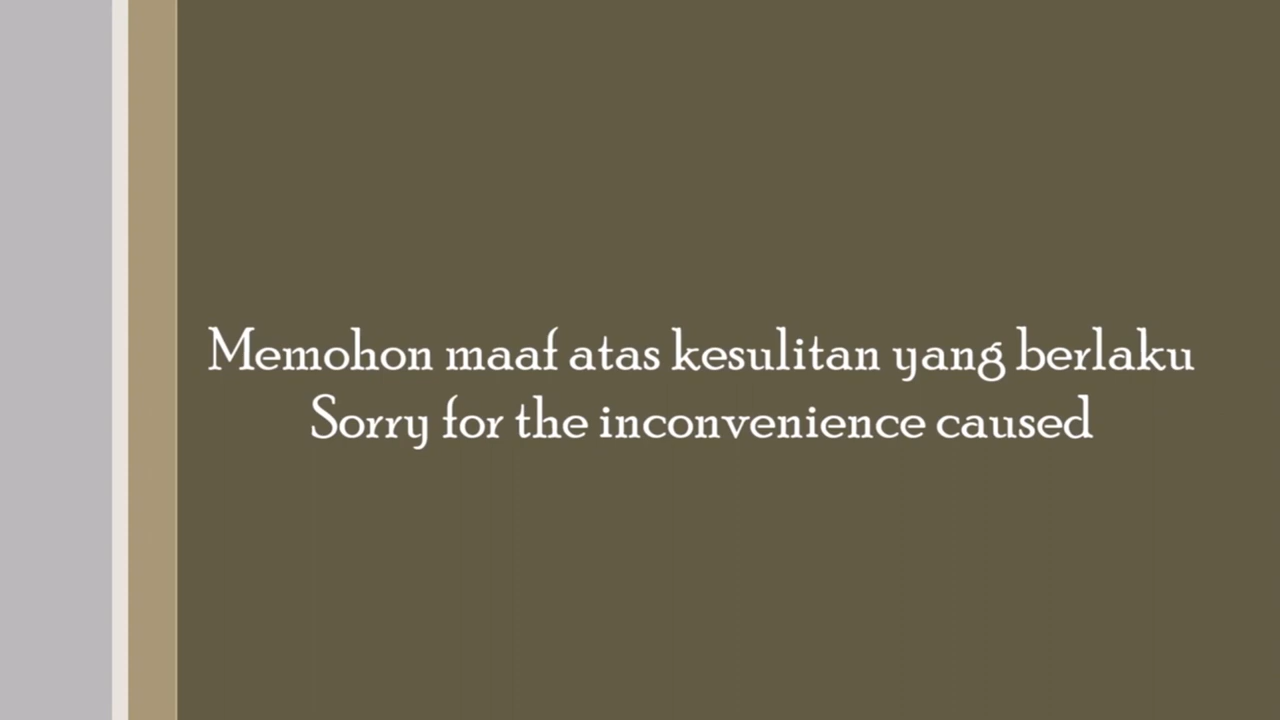 Memohon maaf atas kesulitan yang berlaku
Sorry for the inconvenience caused